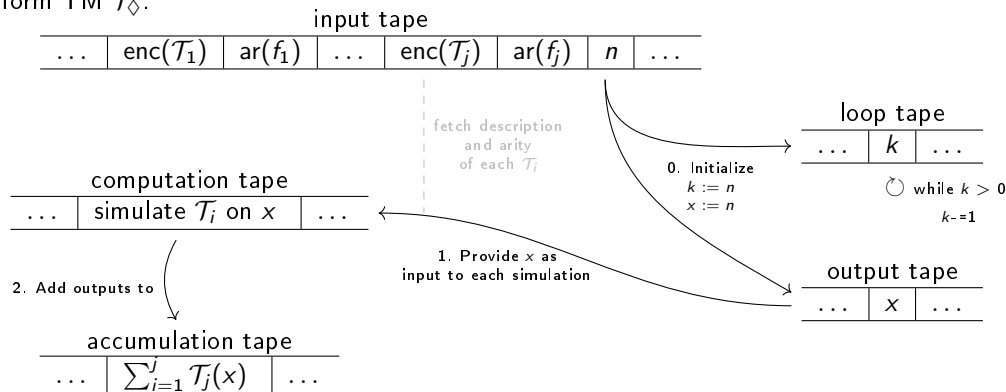 form TM 𝒯◊.
input tape
... enc(𝒯₁) ar(f₁) ... enc(𝒯ⱼ) ar(fⱼ) n ...
fetch description
and arity
of each 𝒯ᵢ
loop tape
... k ...
0. Initialize
k := n
x := n
↻ while k > 0
k-=1
computation tape
... simulate 𝒯ᵢ on x ...
1. Provide x as
input to each simulation
output tape
... x ...
2. Add outputs to
accumulation tape
... ∑ʲᵢ₌₁ 𝒯ⱼ(x) ...